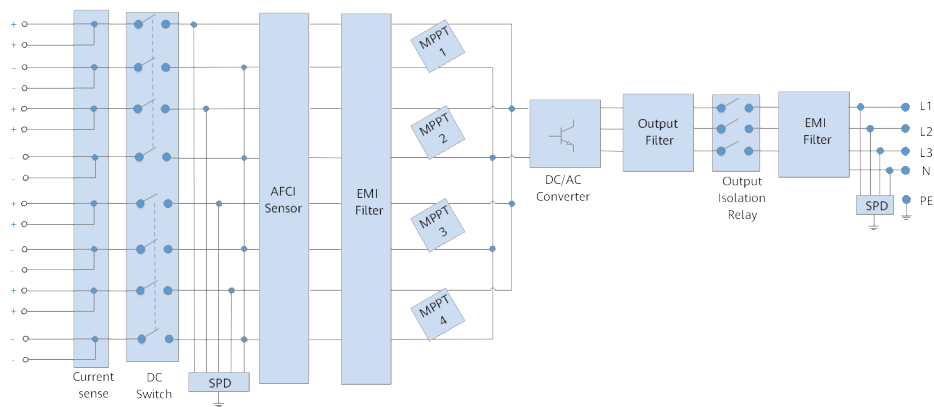 +
+
-
-
+
+
-
-
+
+
-
-
+
+
-
-
Current
sense
DC
Switch
SPD
AFCI
Sensor
EMI
Filter
MPPT
1
MPPT
2
MPPT
3
MPPT
4
DC/AC
Converter
Output
Filter
Output
Isolation
Relay
EMI
Filter
L1
L2
L3
N
PE
SPD